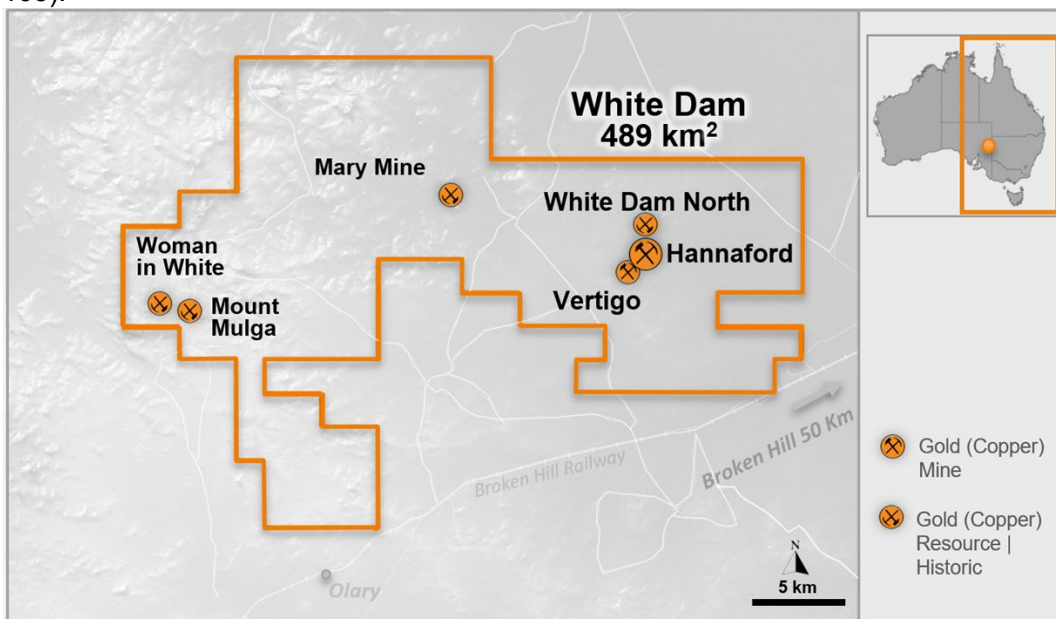 White Dam
489 km²
Mary Mine
White Dam North
Hannaford
Vertigo
Woman
in White
Mount
Mulga
Broken Hill Railway
Broken Hill 50 Km
Olary
N
5 km
Gold (Copper)
Mine
Gold (Copper)
Resource |
Historic